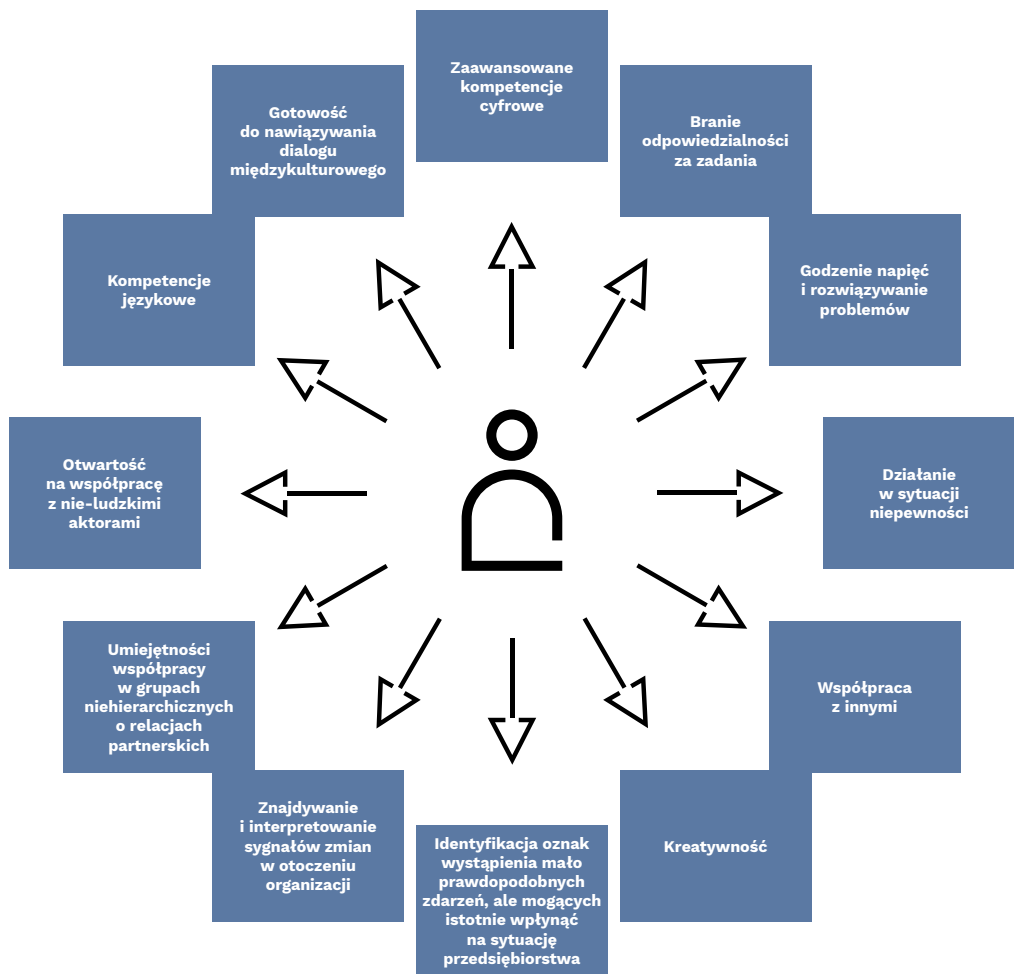 Zaawansowane
kompetencje
cyfrowe
Branie
odpowiedzialności
za zadania
Godzenie napięć
i rozwiązywanie
problemów
Działanie
w sytuacji
niepewności
Współpraca
z innymi
Kreatywność
Identyfikacja oznak
wystąpienia mało
prawdopodobnych
zdarzeń, ale mogących
istotnie wpłynąć
na sytuację
przedsiębiorstwa
Znajdywanie
i interpretowanie
sygnałów zmian
w otoczeniu
organizacji
Umiejętności
współpracy
w grupach
niehierarchicznych
o relacjach
partnerskich
Otwartość
na współpracę
z nie-ludzkimi
aktorami
Kompetencje
językowe
Gotowość
do nawiązywania
dialogu
międzykulturowego